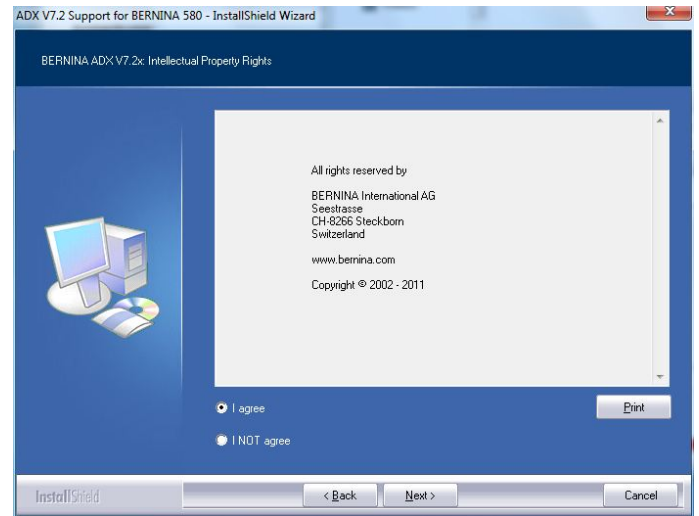 ADX V7.2 Support for BERNINA 580 - InstallShield Wizard
BERNINA ADX V7.2x: Intellectual Property Rights
All rights reserved by
BERNINA International AG
Seestrasse
CH-8266 Steckborn
Switzerland
www.bernina.com
Copyright © 2002 - 2011
I agree
Print
I NOT agree
InstallShield
< Back
Next >
Cancel